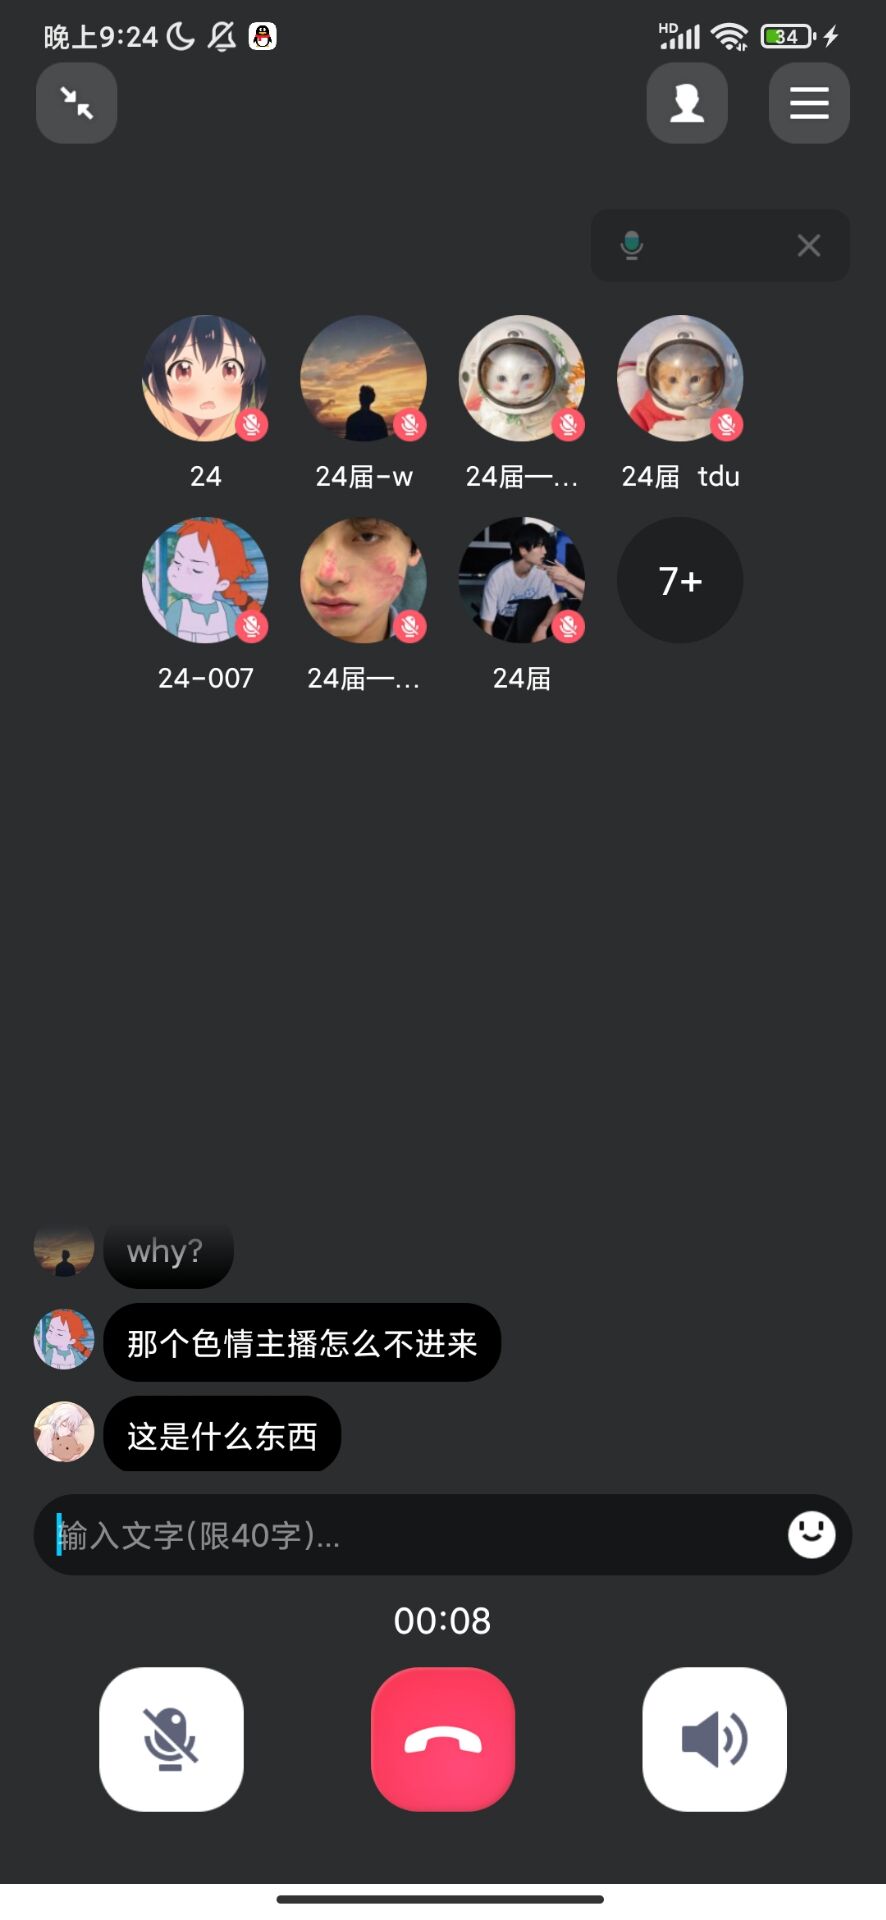 晚上9:24
HD
34
24
24届-w
24届一...
24届 tdu
24-007
24届一...
24届
7+
why?
那个色情主播怎么不进来
这是什么东西
输入文字(限40字)...
00:08